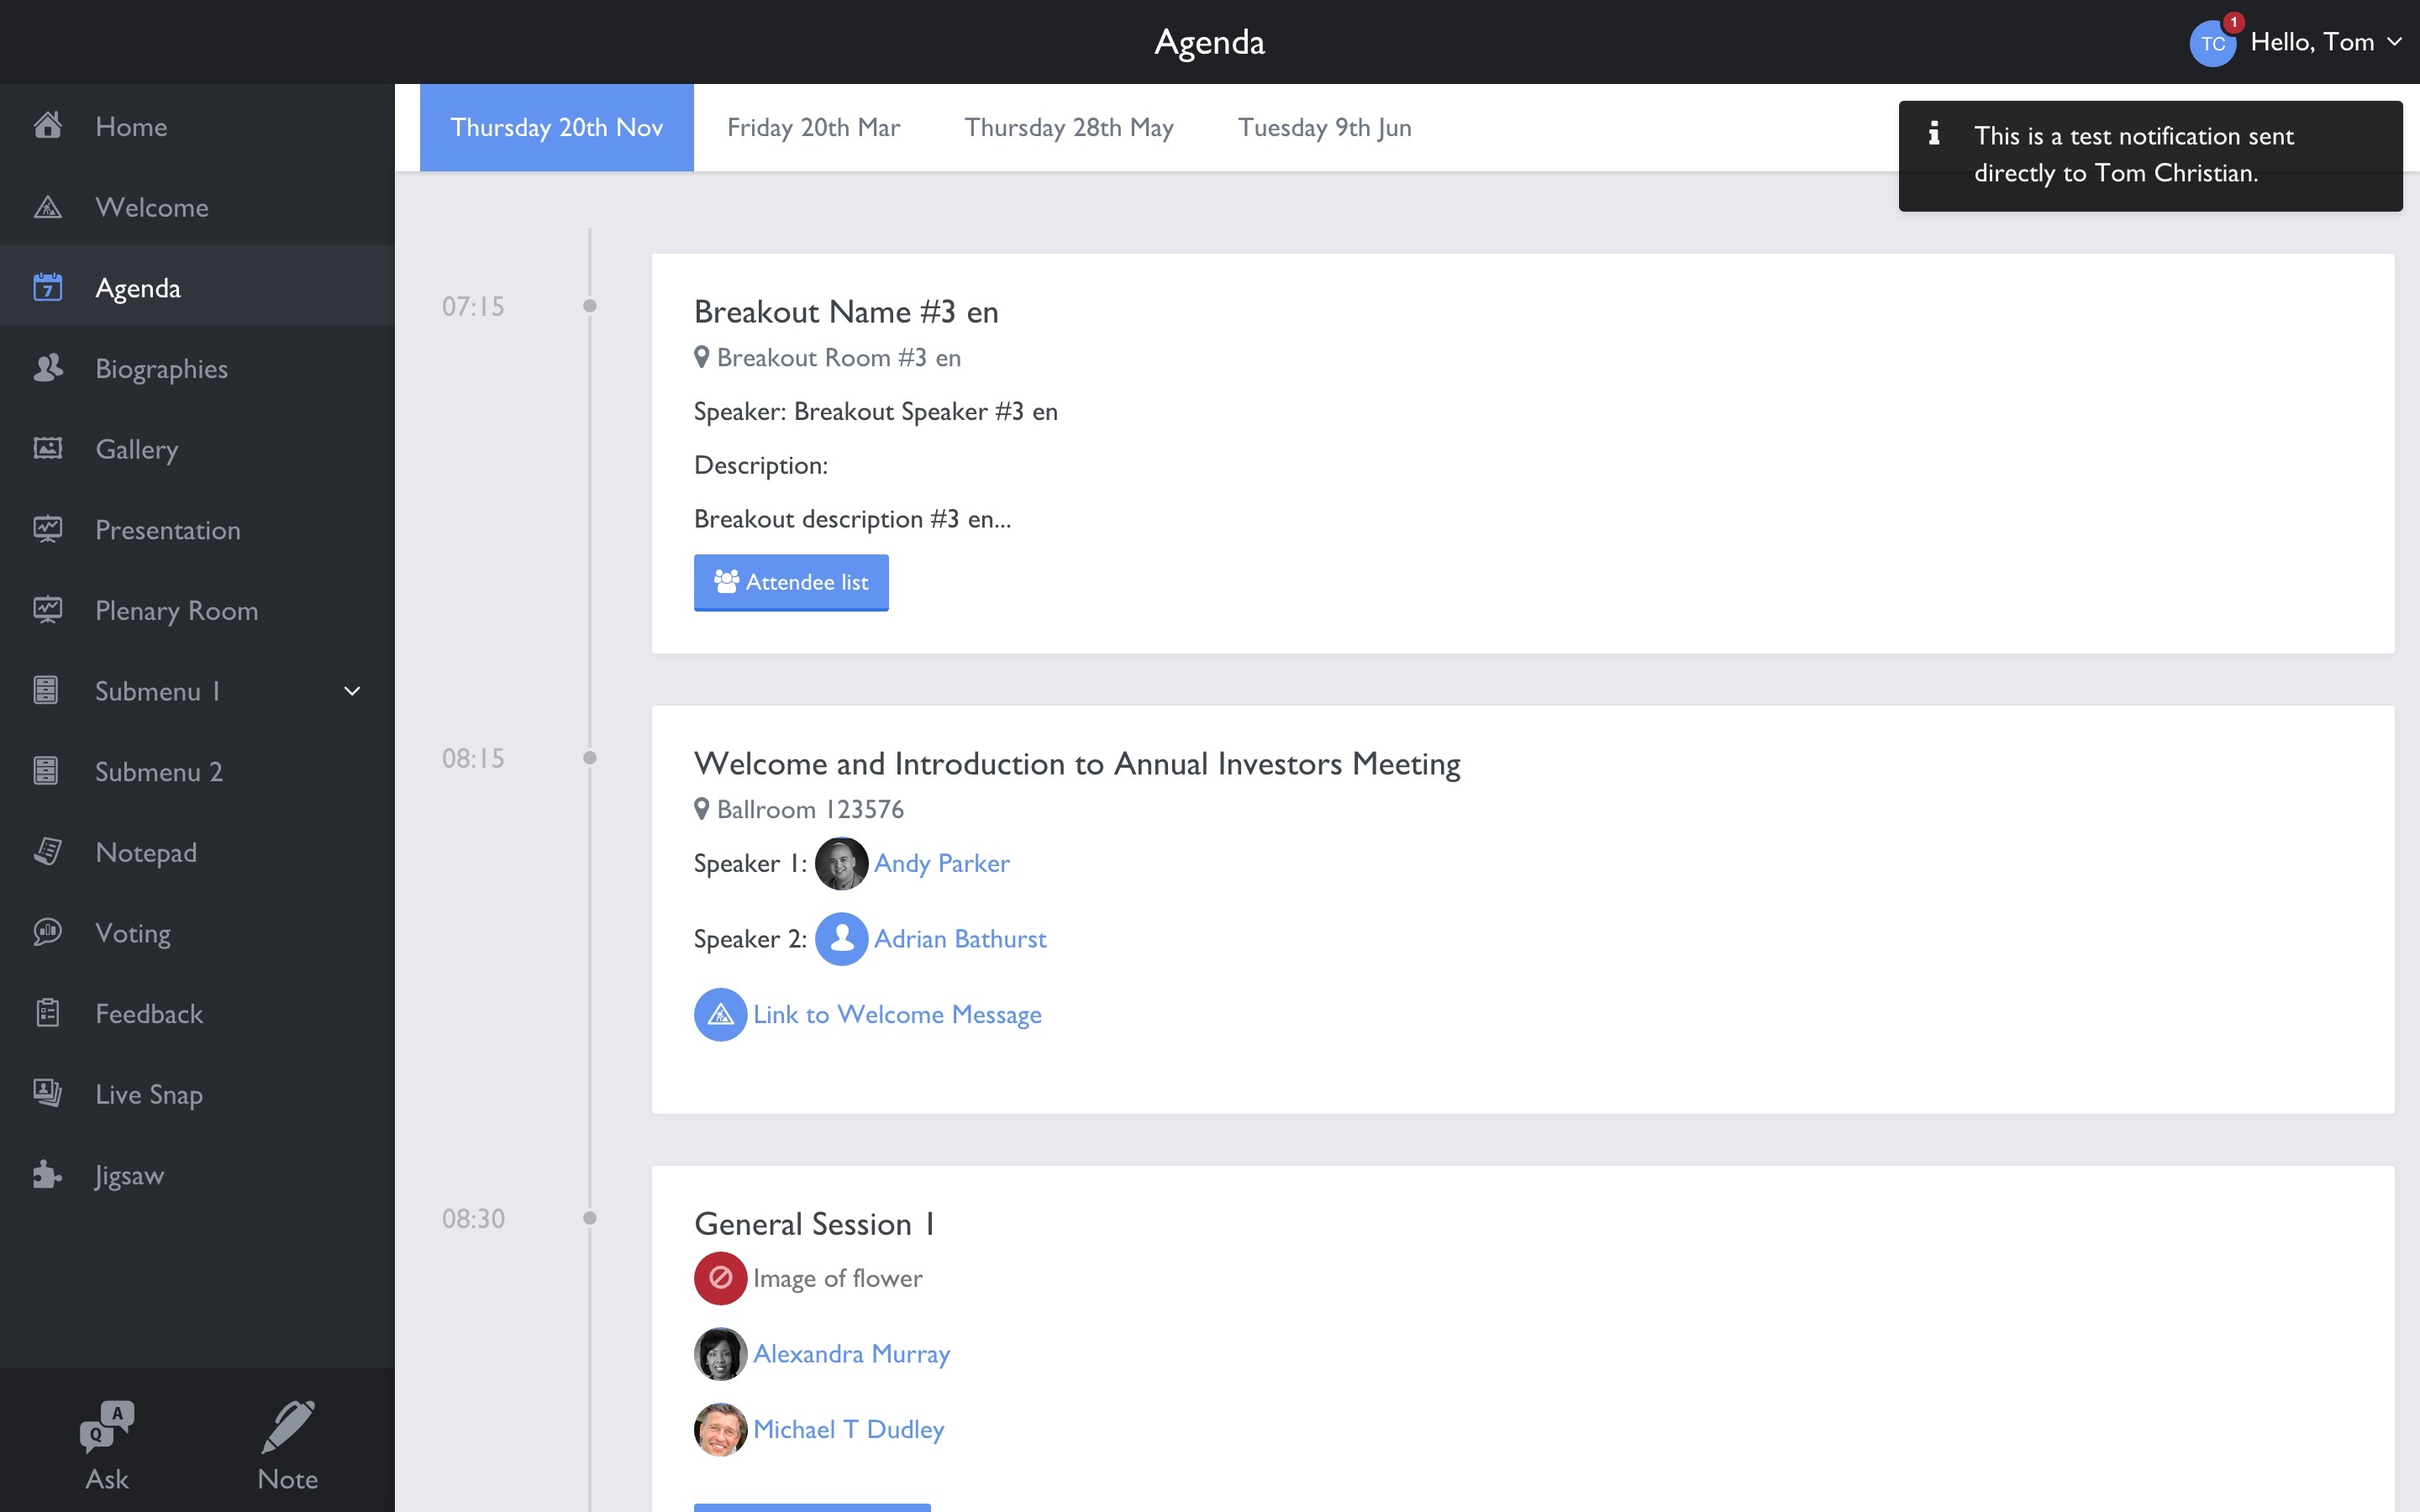 Agenda
TC
1
Hello, Tom
Home
Welcome
7
Agenda
Biographies
Gallery
Presentation
Plenary Room
Submenu 1
Submenu 2
Notepad
Voting
Feedback
Live Snap
Jigsaw
Q A
Ask
Note
Thursday 20th Nov
Friday 20th Mar
Thursday 28th May
Tuesday 9th Jun
This is a test notification sent
directly to Tom Christian.
07:15
Breakout Name #3 en
Breakout Room #3 en
Speaker: Breakout Speaker #3 en
Description:
Breakout description #3 en...
Attendee list
08:15
Welcome and Introduction to Annual Investors Meeting
Ballroom 123576
Speaker 1: Andy Parker
Speaker 2: Adrian Bathurst
Link to Welcome Message
08:30
General Session 1
Image of flower
Alexandra Murray
Michael T Dudley